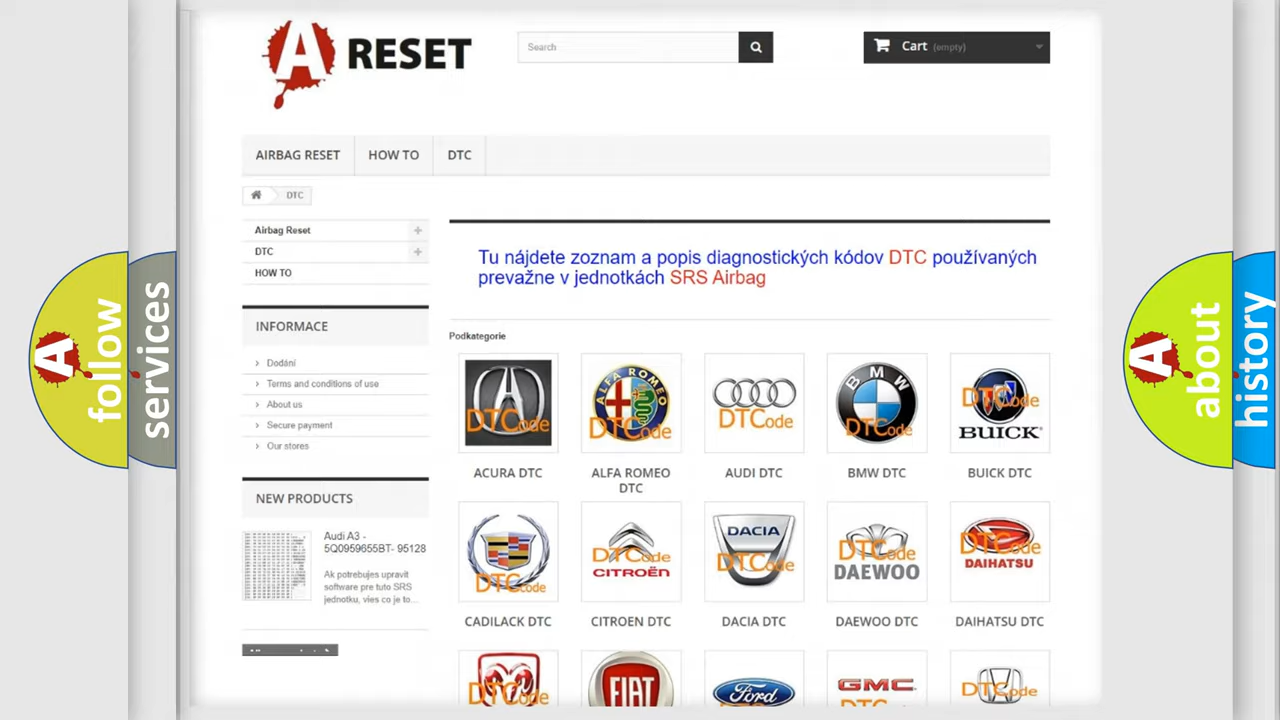 A RESET
Search
Cart (empty)
AIRBAG RESET
HOW TO
DTC
DTC
Airbag Reset
DTC
HOW TO
INFORMACE
Dodání
Terms and conditions of use
About us
Secure payment
Our stores
NEW PRODUCTS
Audi A3 -
5Q0959655BT- 95128
Ak potrebujes upravit
software pre tuto SRS
jednotku, vies co je to...
Tu nájdete zoznam a popis diagnostických kódov DTC používaných
prevažne v jednotkách SRS Airbag
Podkategorie
DTCode
ALFA ROMEO
DTCode
DTCode
BMW
DTCode
DTCode
BUICK
ACURA DTC
ALFA ROMEO
DTC
AUDI DTC
BMW DTC
BUICK DTC
DTCode
DTCode
CITROËN
DACIA
DTCode
DTCode
DAEWOO
DTCode
DAIHATSU
CADILACK DTC
CITROEN DTC
DACIA DTC
DAEWOO DTC
DAIHATSU DTC
DTCode
FIAT
Ford
GMC
DTCode
A
follow
services
A
about
history